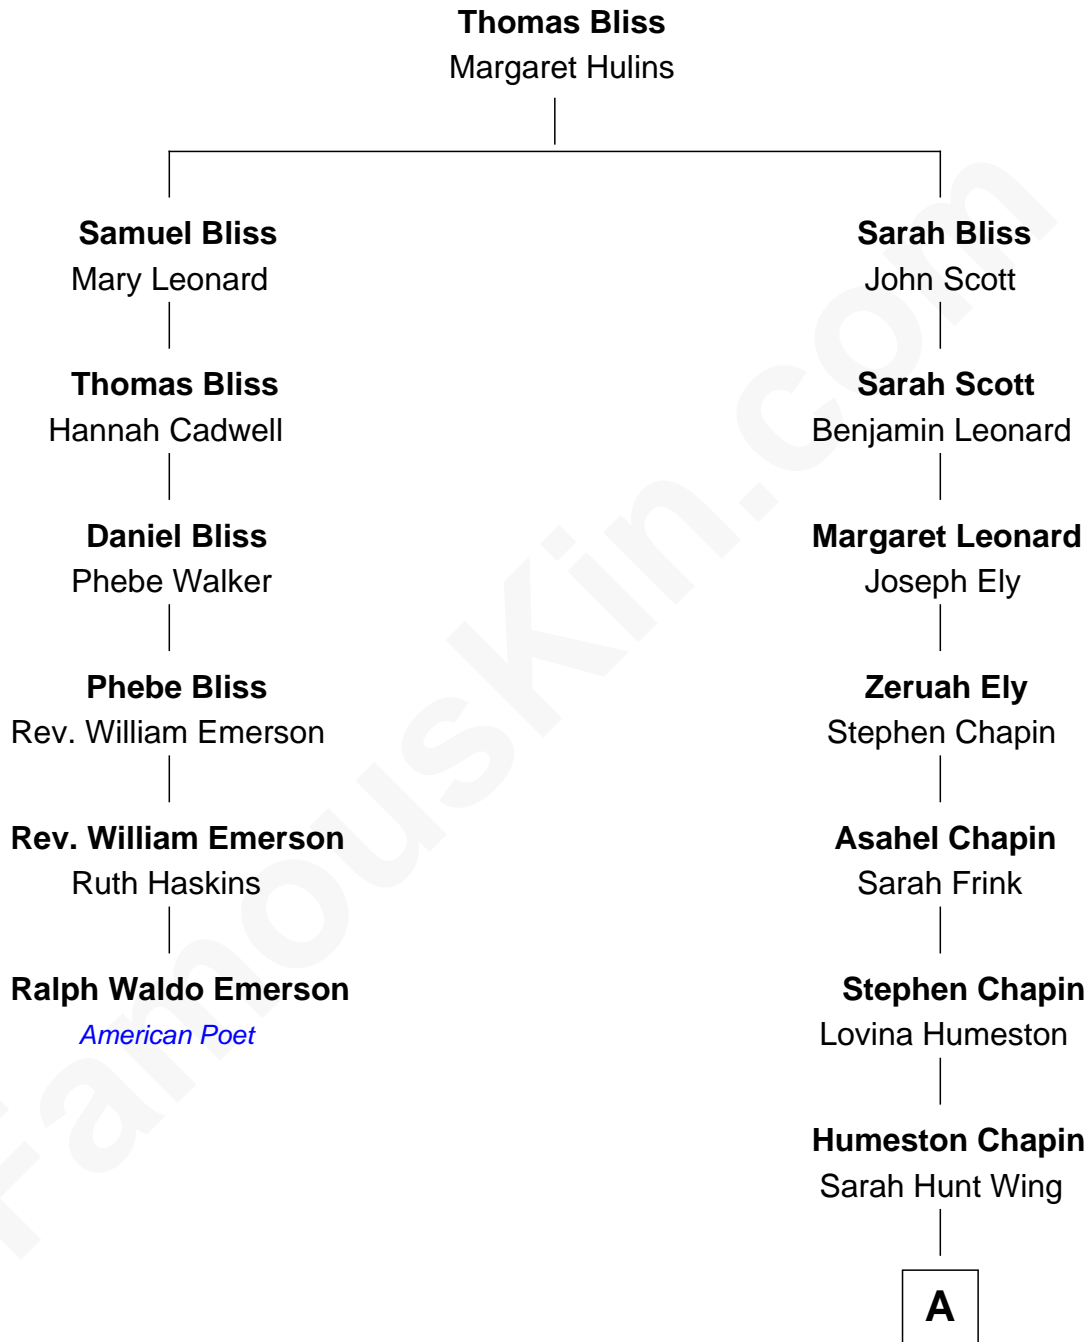 Thomas Bliss
Margaret Hulins
Samuel Bliss
Mary Leonard
Thomas Bliss
Hannah Cadwell
Daniel Bliss
Phebe Walker
Phebe Bliss
Rev. William Emerson
Rev. William Emerson
Ruth Haskins
Ralph Waldo Emerson
American Poet
Sarah Bliss
John Scott
Sarah Scott
Benjamin Leonard
Margaret Leonard
Joseph Ely
Zeruah Ely
Stephen Chapin
Asahel Chapin
Sarah Frink
Stephen Chapin
Lovina Humeston
Humeston Chapin
Sarah Hunt Wing
A
FamousKin.com